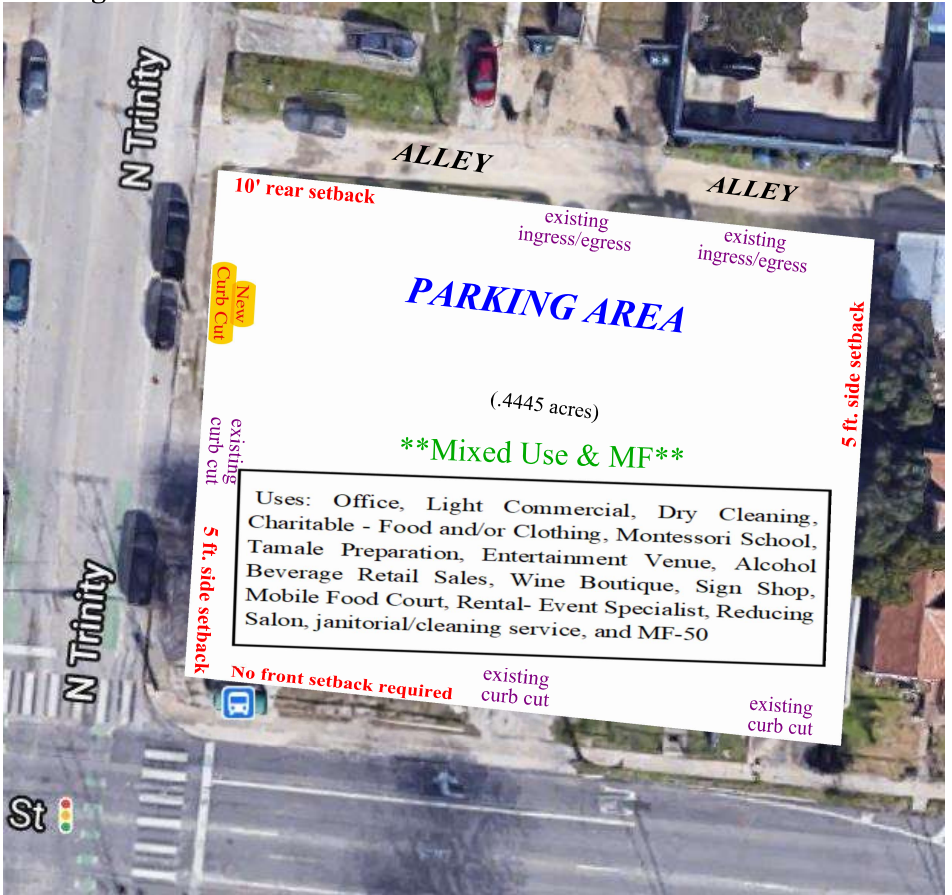 N Trinity
ALLEY
ALLEY
10' rear setback
existing
ingress/egress
existing
ingress/egress
New
Curb Cut
PARKING AREA
5 ft. side setback
(.4445 acres)
existing
curb cut
**Mixed Use & MF**
Uses: Office, Light Commercial, Dry Cleaning,
Charitable - Food and/or Clothing, Montessori School,
Tamale Preparation, Entertainment Venue, Alcohol
Beverage Retail Sales, Wine Boutique, Sign Shop,
Mobile Food Court, Rental- Event Specialist, Reducing
Salon, janitorial/cleaning service, and MF-50
5 ft. side setback
N Trinity
No front setback required
existing
curb cut
existing
curb cut
St